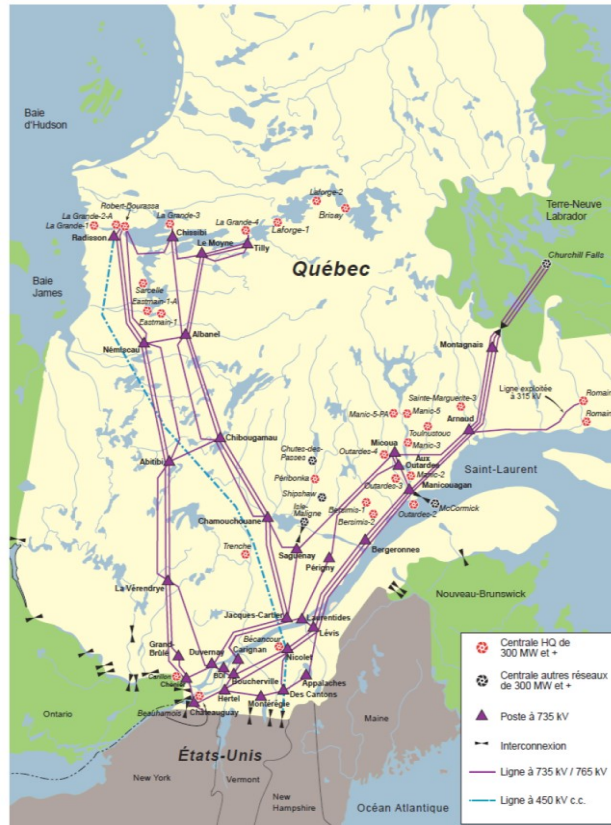 Baie
d'Hudson
Terre-Neuve
Labrador
Churchill Falls
Robert-Bourassa
La Grande-2-A
La Grande-1
Radisson
La Grande-3
Chissibi
Le Moyne
La Grande-4
Tilly
Laforge-1
Laforge-2
Brisay
Québec
Baie
James
Sarcelle
Eastmain-1-A
Eastmain-1
Némiscau
Albanel
Montagnais
Ligne exploitée
à 315 kV
Sainte-Marguerite-3
Arnaud
Manic-5-PA
Manic-5
Toulnustouc
Manic-3
Micoua
Aux
Outardes
Outardes-4
Manic-2
Outardes-3
Manicouagan
Saint-Laurent
McCormick
Outardes-2
Chibougamau
Abitibi
Chutes-des-
Passes
Péribonka
Shipshaw
Isle-
Maligne
Bersimis-1
Bersimis-2
Chamouchouane
Trenche
Saguenay
Périgny
Bergeronnes
La Vérendrye
Jacques-Cartier
Laurentides
Lévis
Nouveau-Brunswick
Grand-
Brûlé
Duvernay
Carignan
Bécancour
Nicolet
Carillon
Boucherville
Appalaches
Hertel
Des Cantons
Montérégie
Beauharnois
Châteauguay
Ontario
États-Unis
Maine
New York
Vermont
New
Hampshire
Océan Atlantique
Centrale HQ de
300 MW et +
Centrale autres réseaux
de 300 MW et +
Poste à 735 kV
Interconnexion
Ligne à 735 kV / 765 kV
Ligne à 450 kV c.c.